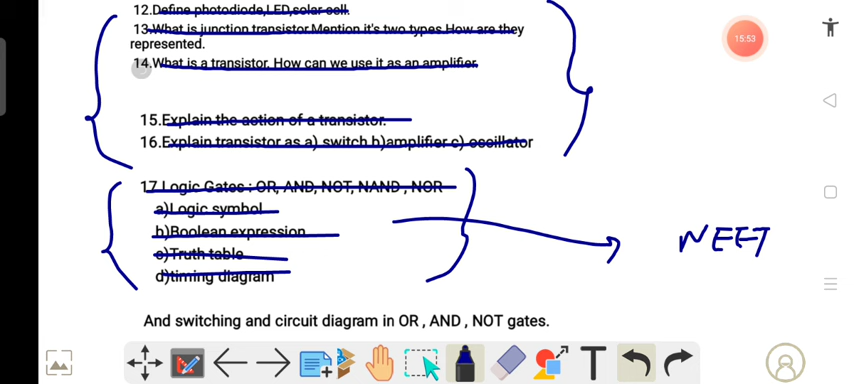 12.Define photodiode,LED,solar cell.
13.What is junction transistor.Mention it's two types.How are they
represented.
14.What is a transistor. How can we use it as an amplifier.
15.Explain the action of a transistor.
16.Explain transistor as a) switch b)amplifier c) oscillator
17 Logic Gates : OR, AND, NOT, NAND , NOR
a)Logic symbol
b)Boolean expression
c)Truth table
d)timing diagram
NEET
And switching and circuit diagram in OR , AND , NOT gates.
15:53
T